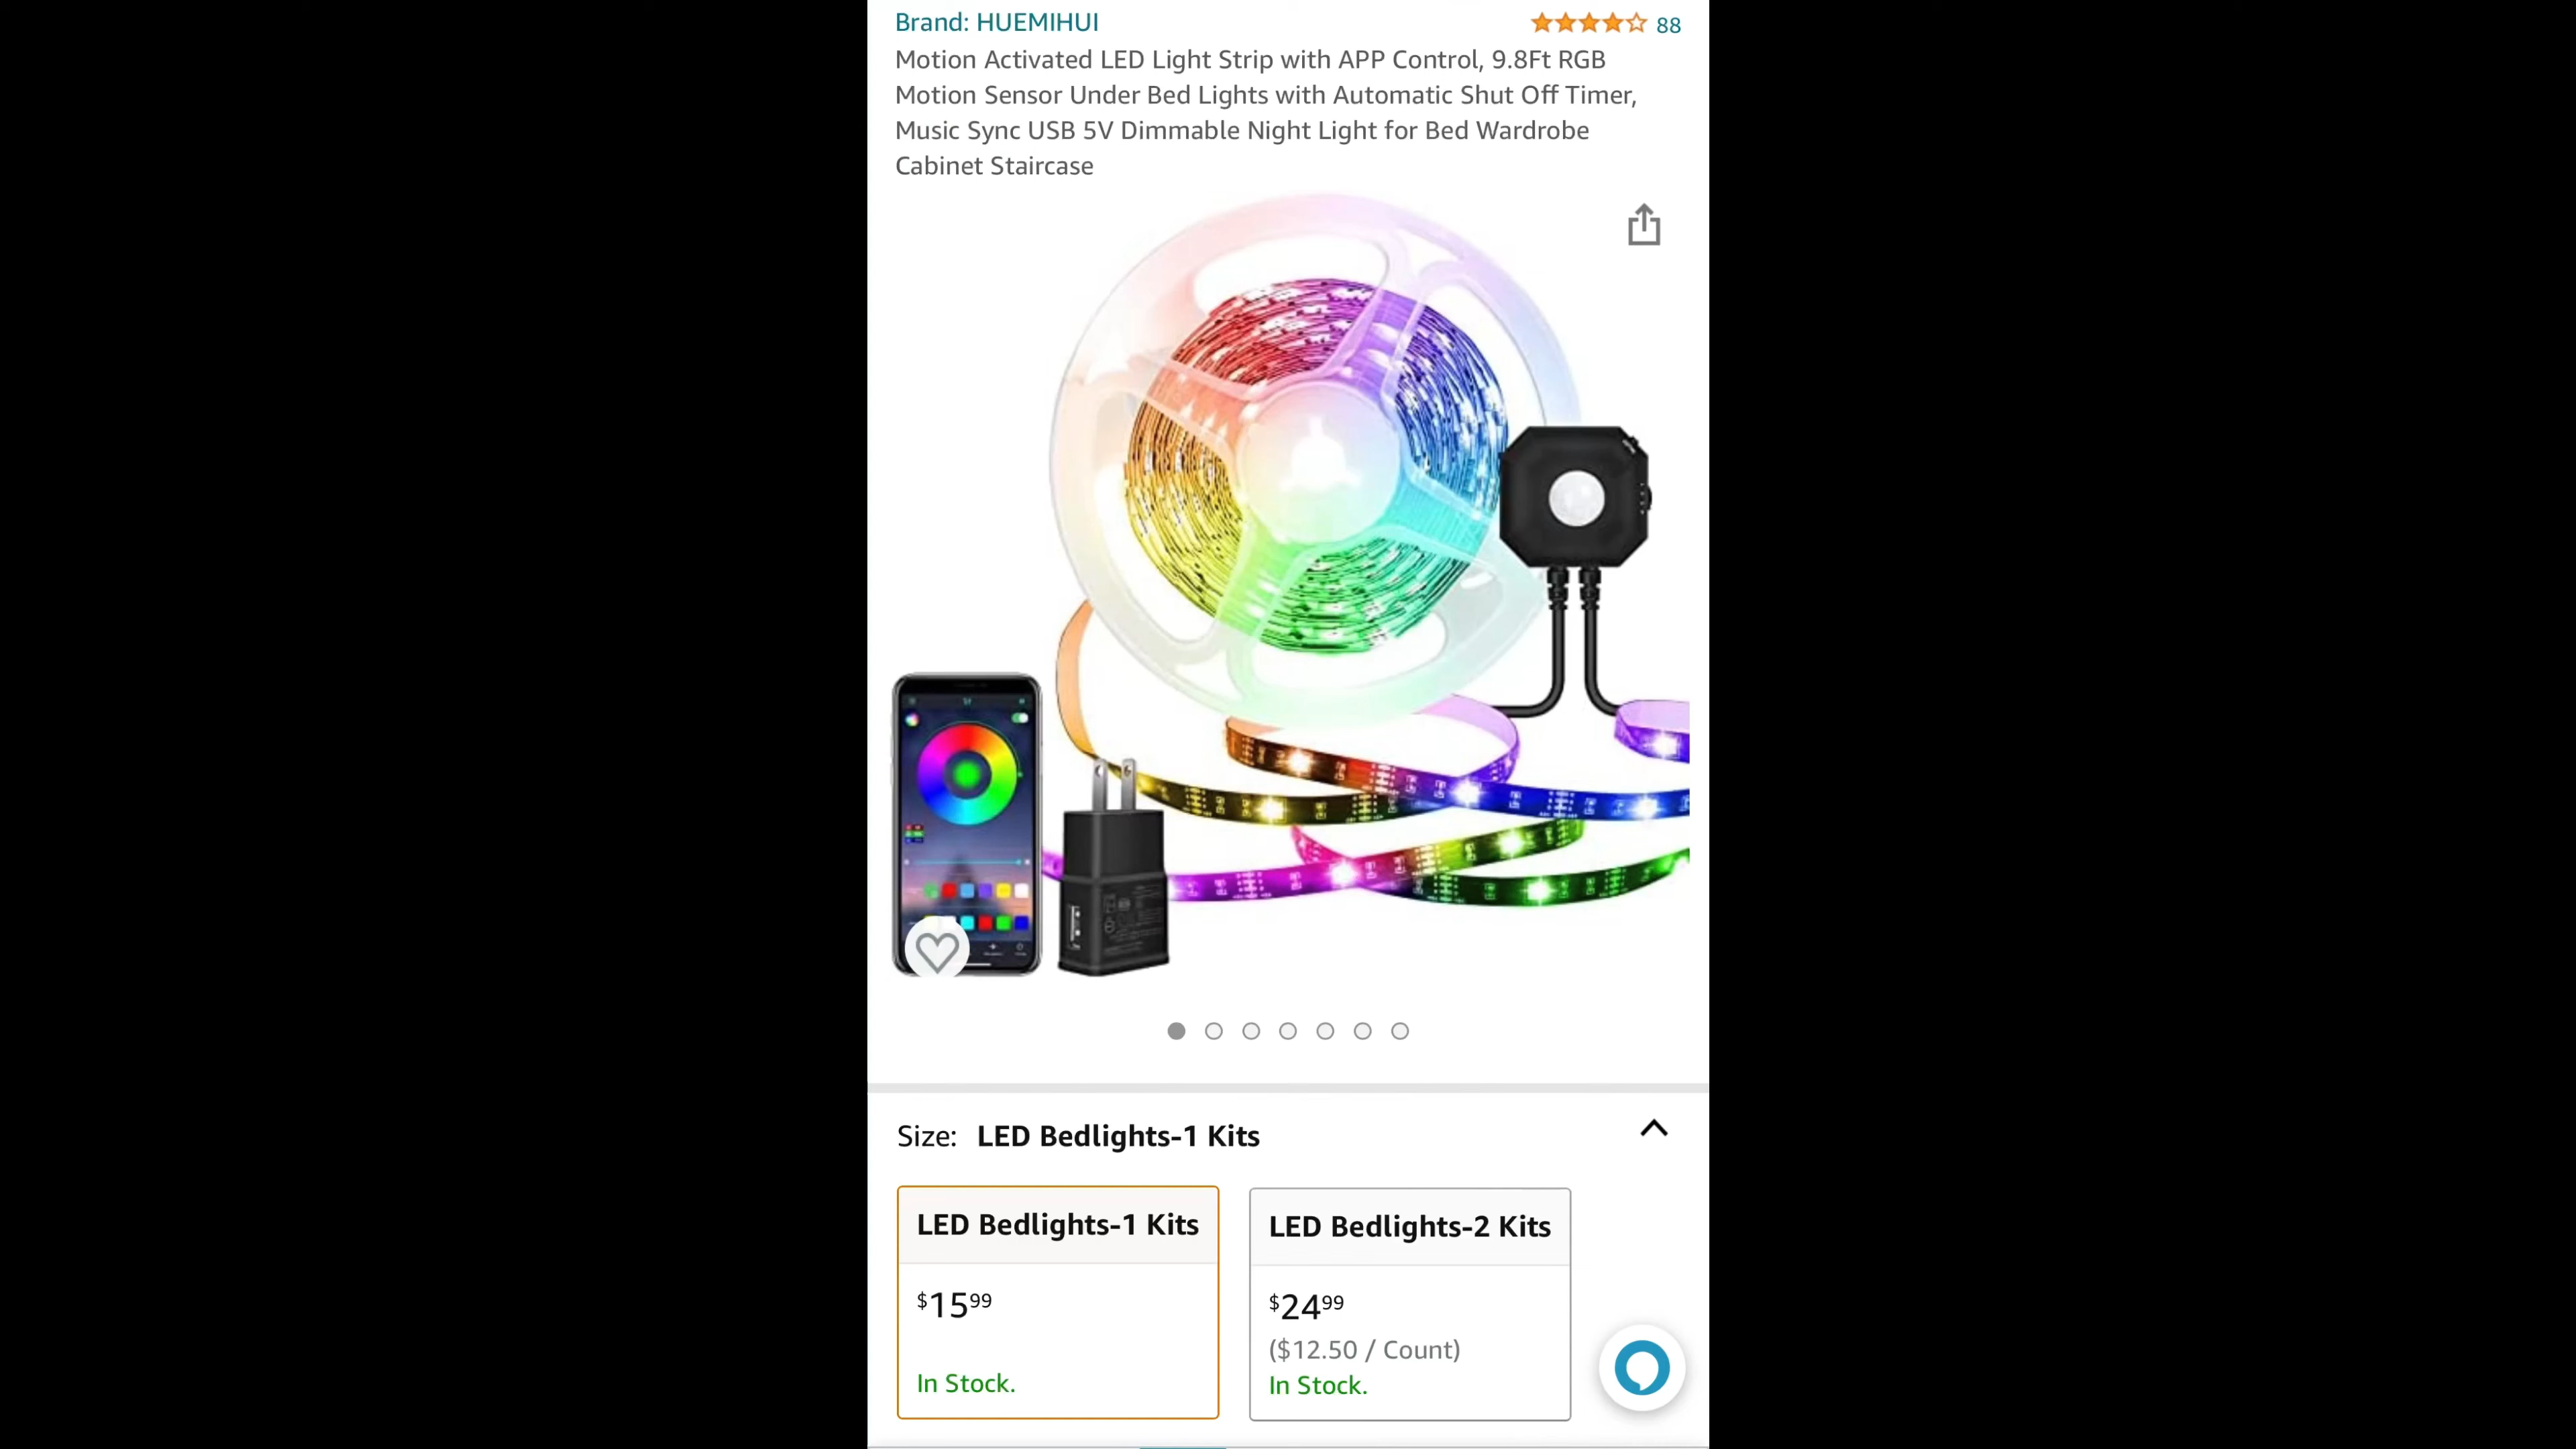 Brand: HUEMIHUI
88
Motion Activated LED Light Strip with APP Control, 9.8Ft RGB
Motion Sensor Under Bed Lights with Automatic Shut Off Timer,
Music Sync USB 5V Dimmable Night Light for Bed Wardrobe
Cabinet Staircase
Size: LED Bedlights-1 Kits
LED Bedlights-1 Kits
$15.99
In Stock.
LED Bedlights-2 Kits
$24.99
($12.50 / Count)
In Stock.